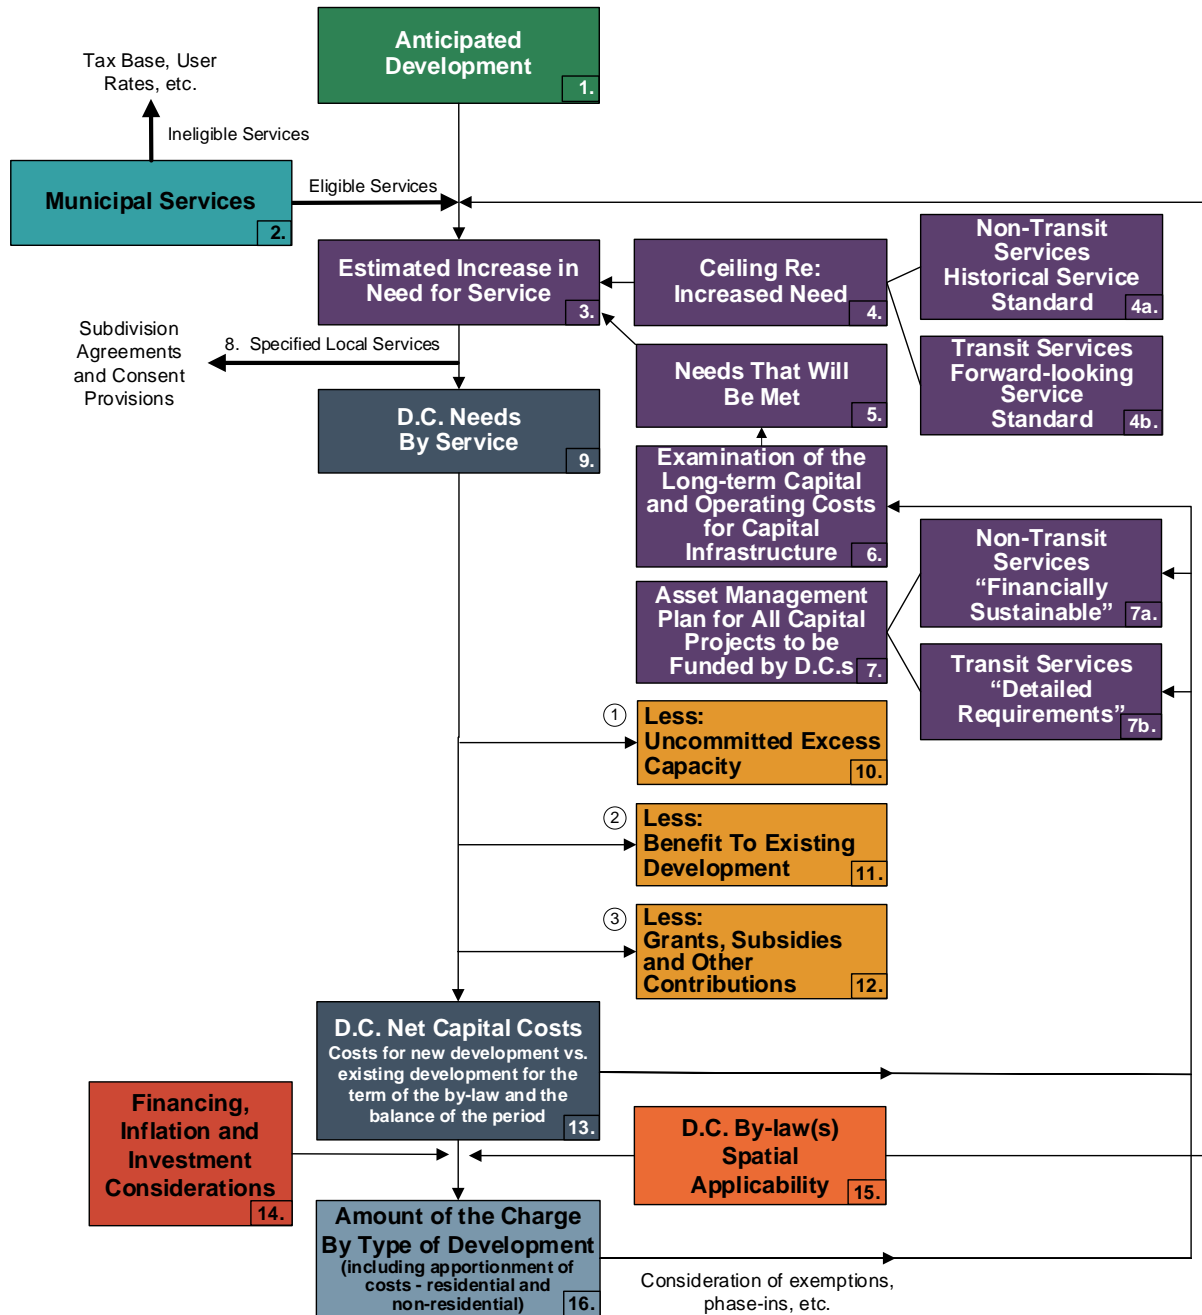 Anticipated
Development
1.
Tax Base, User
Rates, etc.
Ineligible Services
Municipal Services
2.
Eligible Services
Estimated Increase in
Need for Service
3.
Ceiling Re:
Increased Need
4.
Non-Transit
Services
Historical Service
Standard
4a.
Transit Services
Forward-looking
Service
Standard
4b.
Subdivision
Agreements
and Consent
Provisions
8. Specified Local Services
Needs That Will
Be Met
5.
D.C. Needs
By Service
9.
Examination of the
Long-term Capital
and Operating Costs
for Capital
Infrastructure
6.
Non-Transit
Services
“Financially
Sustainable”
7a.
Asset Management
Plan for All Capital
Projects to be
Funded by D.C.s
7.
Transit Services
“Detailed
Requirements”
7b.
1
Less:
Uncommitted Excess
Capacity
10.
2
Less:
Benefit To Existing
Development
11.
3
Less:
Grants, Subsidies
and Other
Contributions
12.
D.C. Net Capital Costs
Costs for new development vs.
existing development for the
term of the by-law and the
balance of the period
13.
Financing,
Inflation and
Investment
Considerations
14.
D.C. By-law(s)
Spatial
Applicability
15.
Amount of the Charge
By Type of Development
(including apportionment of
costs - residential and
non-residential)
16.
Consideration of exemptions,
phase-ins, etc.